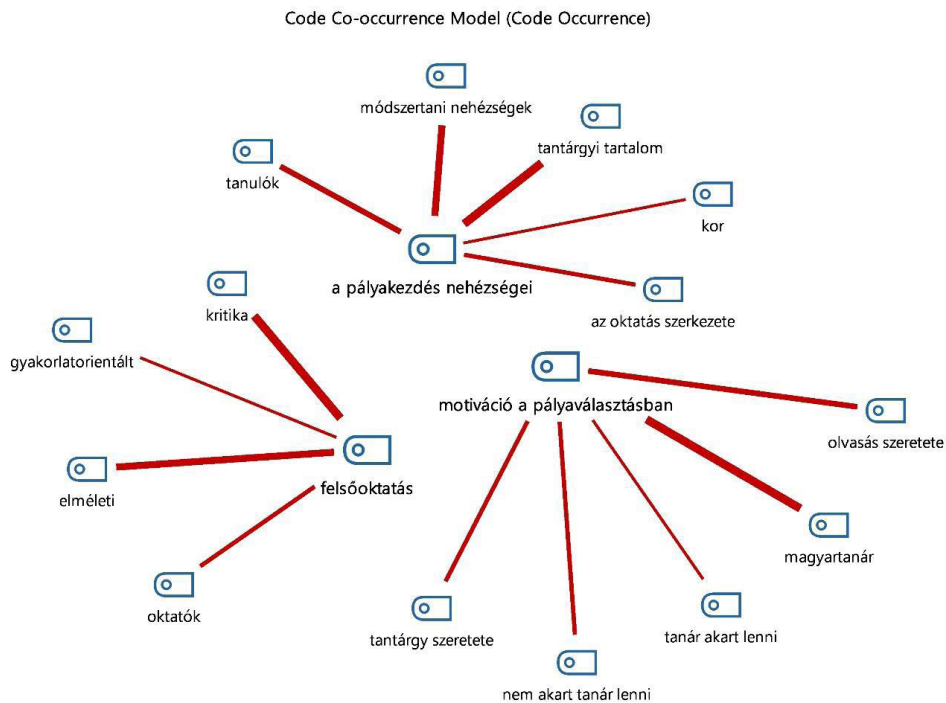 Code Co-occurrence Model (Code Occurrence)
módszertani nehézségek
tantárgyi tartalom
tanulók
kor
a pályakezdés nehézségei
az oktatás szerkezete
kritika
gyakorlatorientált
motiváció a pályaválasztásban
olvasás szeretete
elméleti
felsőoktatás
magyartanár
oktatók
tantárgy szeretete
tanár akart lenni
nem akart tanár lenni